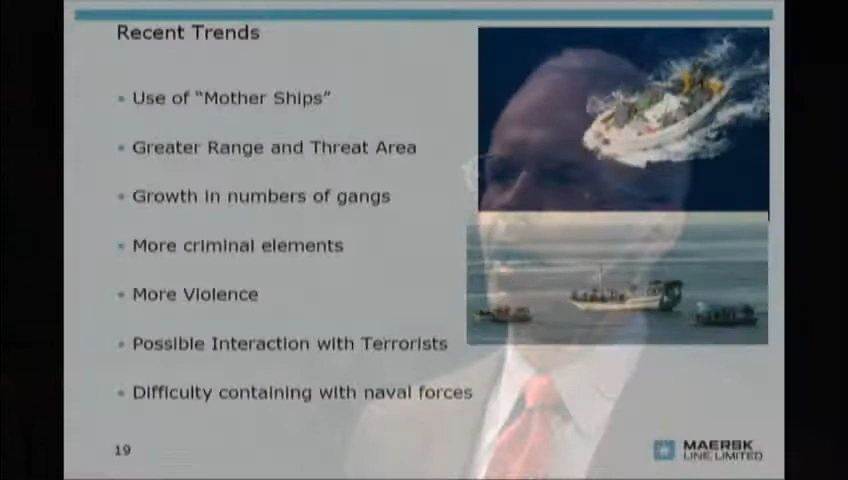 Recent Trends
Use of “Mother Ships”
Greater Range and Threat Area
Growth in numbers of gangs
More criminal elements
More Violence
Possible Interaction with Terrorists
Difficulty containing with naval forces
19
MAERSK
LINE, LIMITED